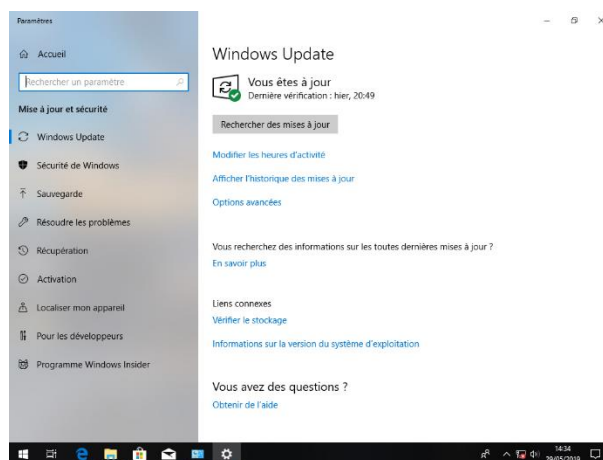 Paramètres
Accueil
Rechercher un paramètre
Mise à jour et sécurité
Windows Update
Sécurité de Windows
Sauvegarde
Résoudre les problèmes
Récupération
Activation
Localiser mon appareil
Pour les développeurs
Programme Windows Insider
Windows Update
Vous êtes à jour
Dernière vérification : hier, 20:49
Rechercher des mises à jour
Modifier les heures d'activité
Afficher l'historique des mises à jour
Options avancées
Vous recherchez des informations sur les toutes dernières mises à jour ?
En savoir plus
Liens connexes
Vérifier le stockage
Informations sur la version du système d'exploitation
Vous avez des questions ?
Obtenir de l'aide
14:34
29/05/2019